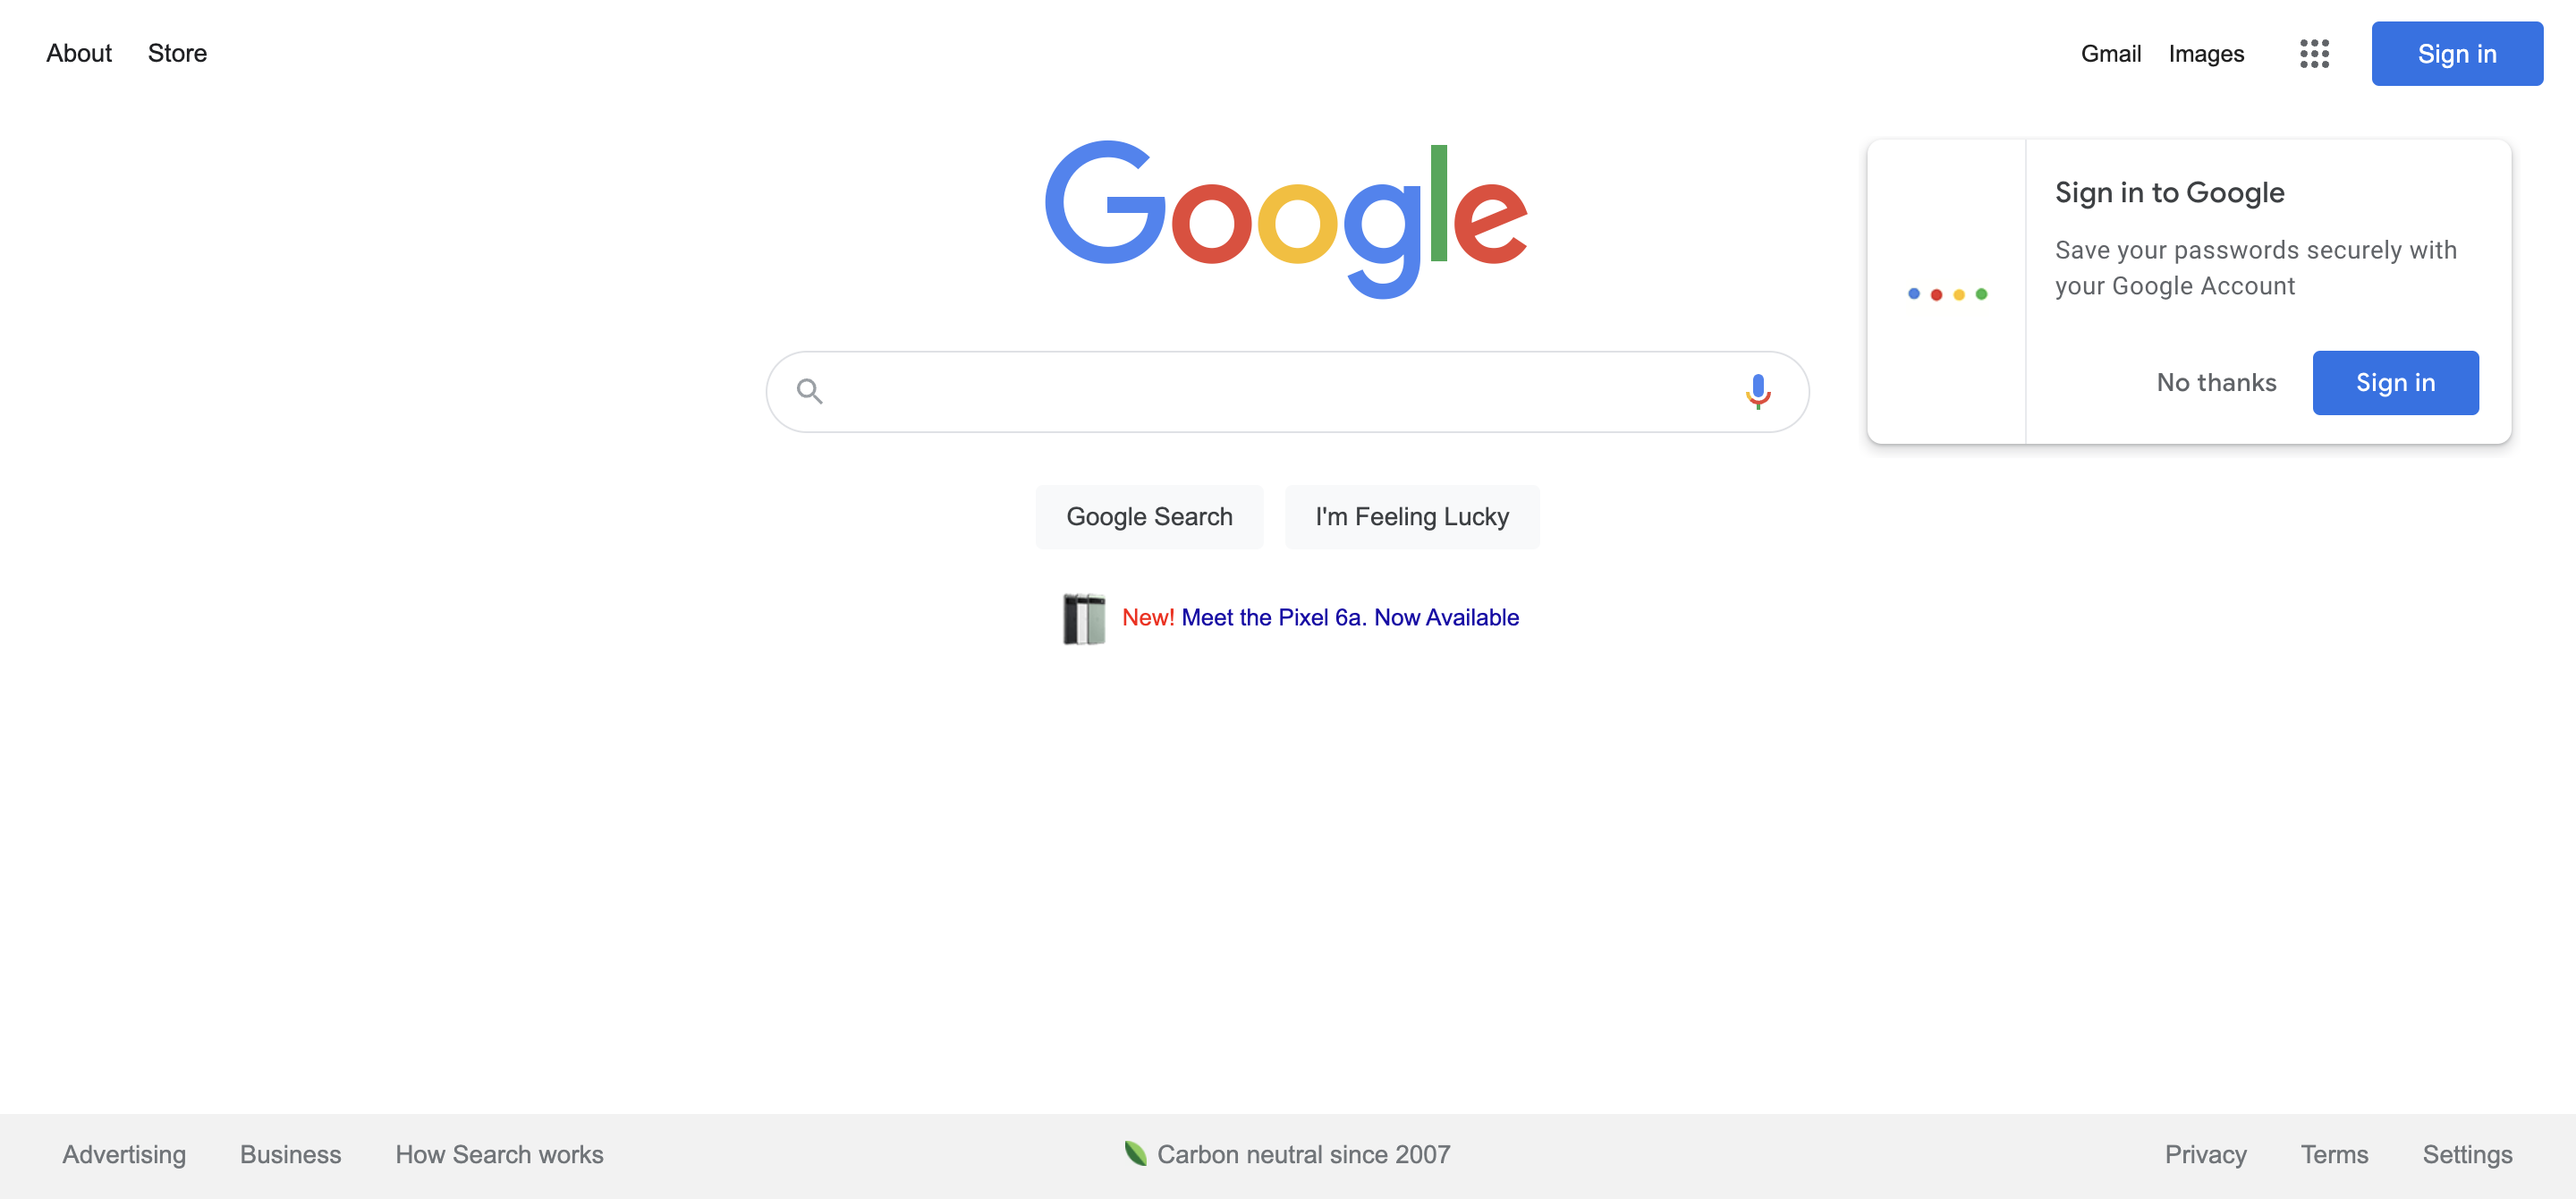 About Store
Gmail Images Sign in
Google
Sign in to Google
Save your passwords securely with
your Google Account
No thanks Sign in
Google Search I'm Feeling Lucky
New! Meet the Pixel 6a. Now Available
Advertising Business How Search works
Carbon neutral since 2007
Privacy Terms Settings